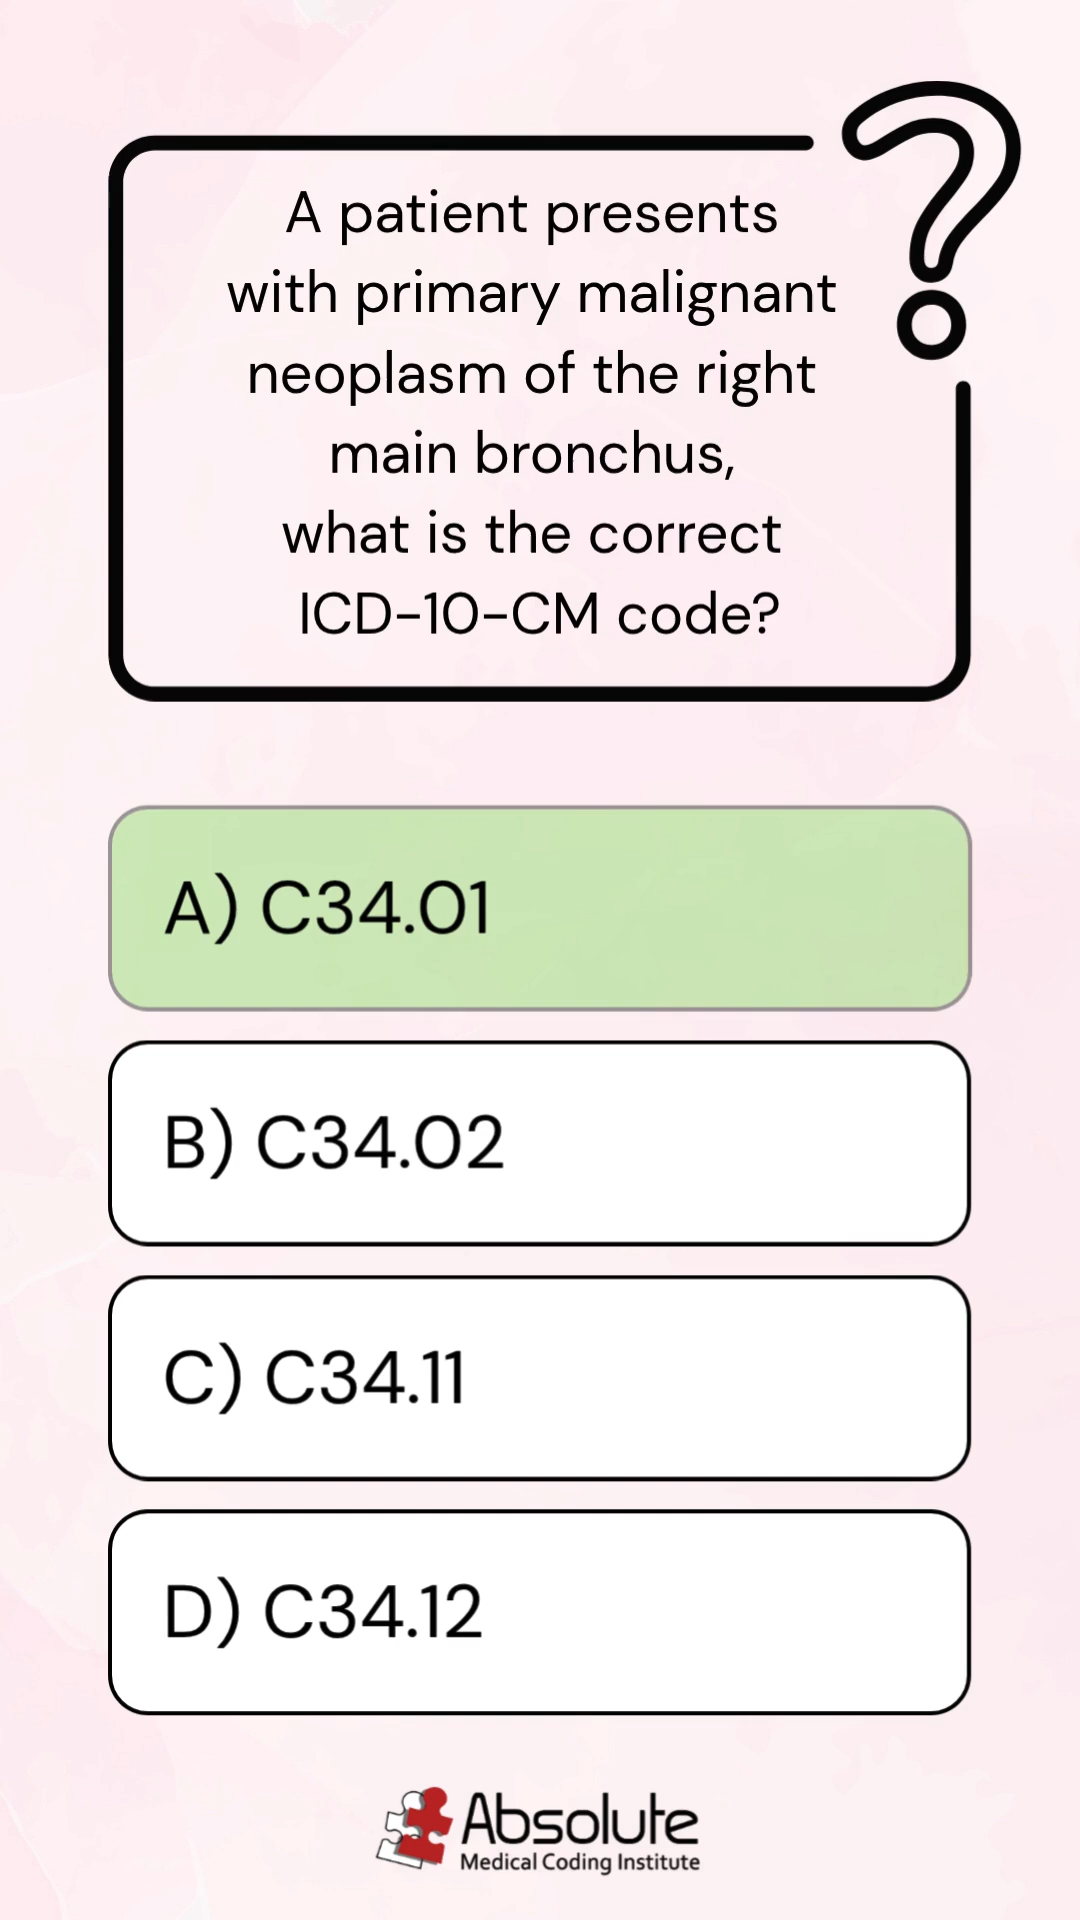 A patient presents
with primary malignant
neoplasm of the right
main bronchus,
what is the correct
ICD-10-CM code?
A) C34.01
B) C34.02
C) C34.11
D) C34.12
Absolute
Medical Coding Institute